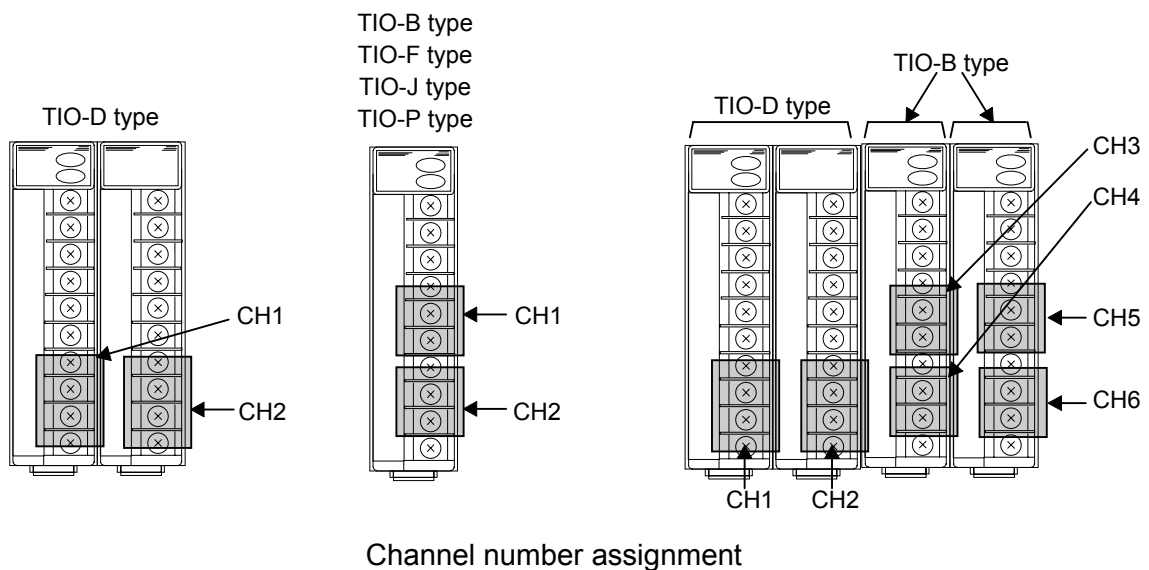 TIO-D type
CH1
CH2
TIO-B type
TIO-F type
TIO-J type
TIO-P type
CH1
CH2
TIO-B type
TIO-D type
CH3
CH4
CH5
CH6
CH1
CH2
Channel number assignment